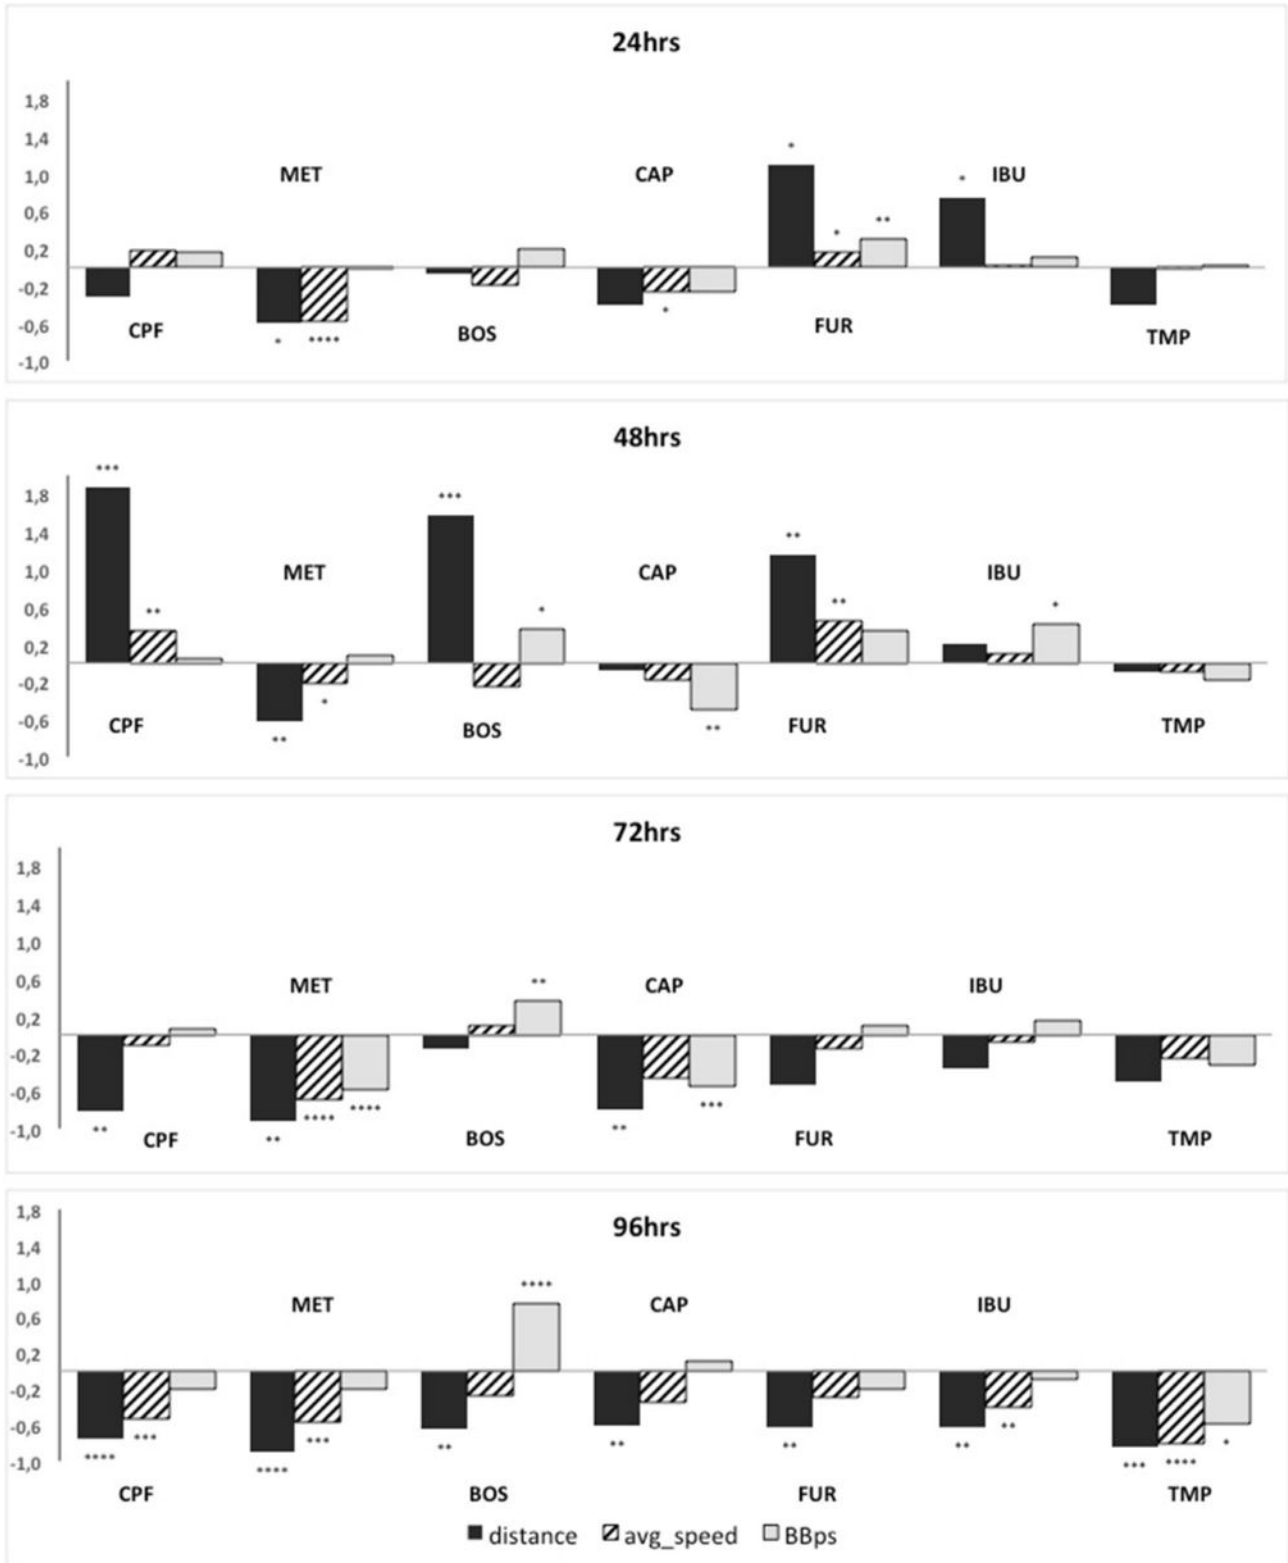 24hrs
1,8
1,4
1,0
0,6
0,2
-0,2
-0,6
-1,0
* * **
MET CAP * IBU
* **** *
CPF BOS FUR TMP
48hrs
1,8
1,4
1,0
0,6
0,2
-0,2
-0,6
-1,0
*** *** **
MET CAP IBU
** * ** *
** * **
CPF BOS FUR TMP
72hrs
1,8
1,4
1,0
0,6
0,2
-0,2
-0,6
-1,0
MET ** CAP IBU
** ** **** **** ** ***
CPF BOS FUR TMP
96hrs
1,8
1,4
1,0
0,6
0,2
-0,2
-0,6
-1,0
****
MET CAP IBU
**** *** **** *** ** ** ** ** ** *** **** *
CPF BOS FUR TMP
distance avg_speed BBps